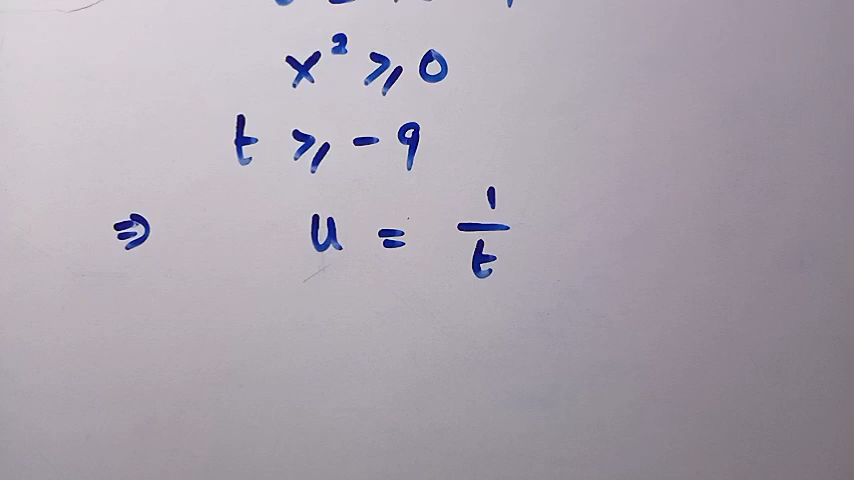 x² ⩾ 0
t ⩾ -9
⇒ u = 1/t